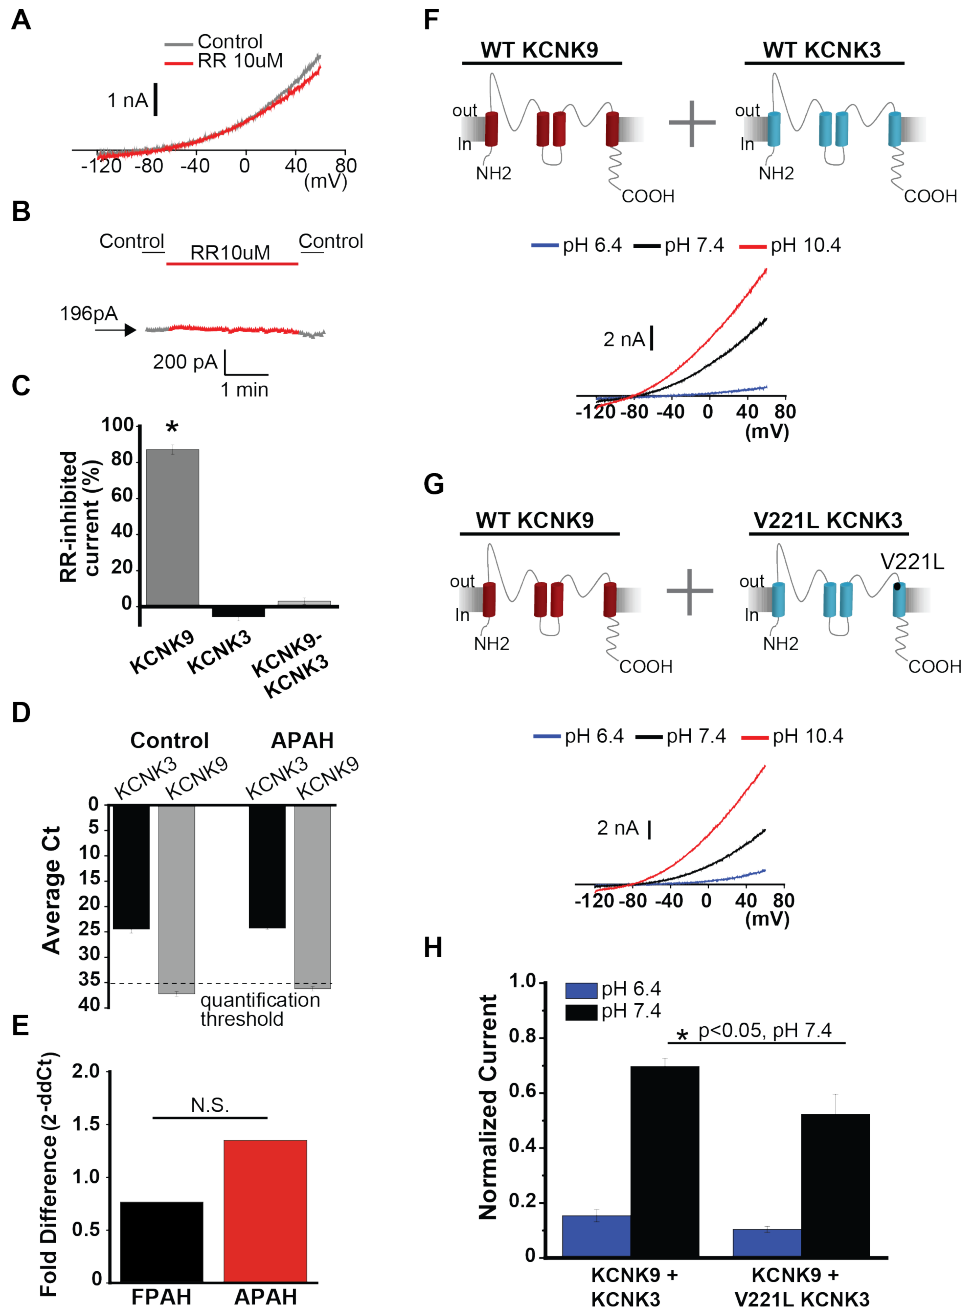 A
Control
RR 10uM
1 nA
-120 -80 -40 0 40 80
(mV)
B
Control
RR10uM
Control
196pA
200 pA
1 min
C
RR-inhibited
current (%)
100
80
60
40
20
0
*
KCNK9
KCNK3
KCNK9-
KCNK3
D
Control
APAH
KCNK3
KCNK9
KCNK3
KCNK9
Average Ct
0
5
10
15
20
25
30
35
40
quantification
threshold
E
Fold Difference (2-ddCt)
2.0
1.5
1.0
0.5
0
N.S.
FPAH
APAH
F
WT KCNK9
WT KCNK3
out
In
NH2
COOH
out
In
NH2
COOH
pH 6.4
pH 7.4
pH 10.4
2 nA
-120 -80 -40 0 40 80
(mV)
G
WT KCNK9
V221L KCNK3
V221L
out
In
NH2
COOH
out
In
NH2
COOH
pH 6.4
pH 7.4
pH 10.4
2 nA
-120 -80 -40 0 40 80
(mV)
H
Normalized Current
1.0
0.8
0.6
0.4
0.2
0
pH 6.4
pH 7.4
* p<0.05, pH 7.4
KCNK9 +
KCNK3
KCNK9 +
V221L KCNK3